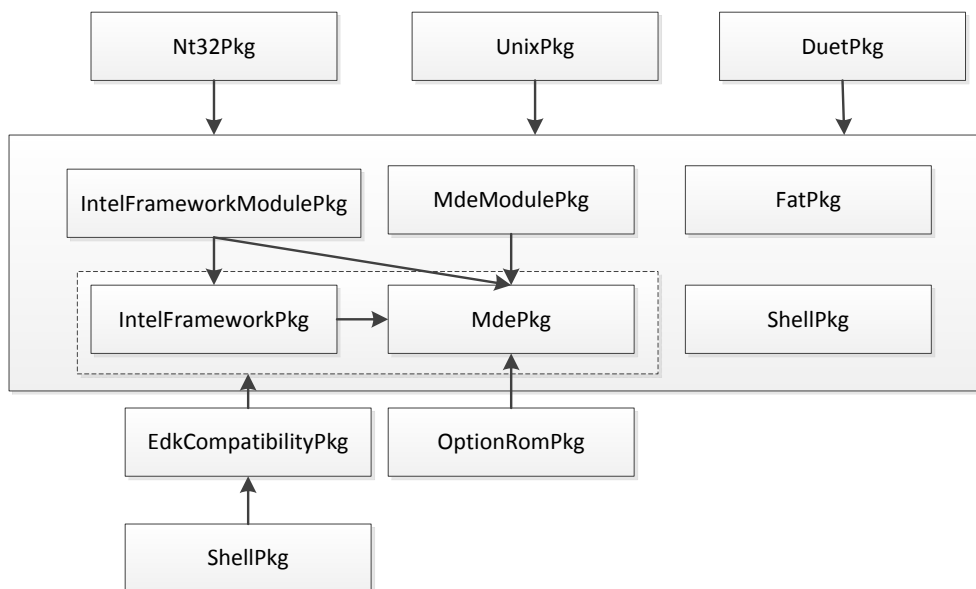 Nt32Pkg
UnixPkg
DuetPkg
IntelFrameworkModulePkg
MdeModulePkg
FatPkg
IntelFrameworkPkg
MdePkg
ShellPkg
EdkCompatibilityPkg
OptionRomPkg
ShellPkg